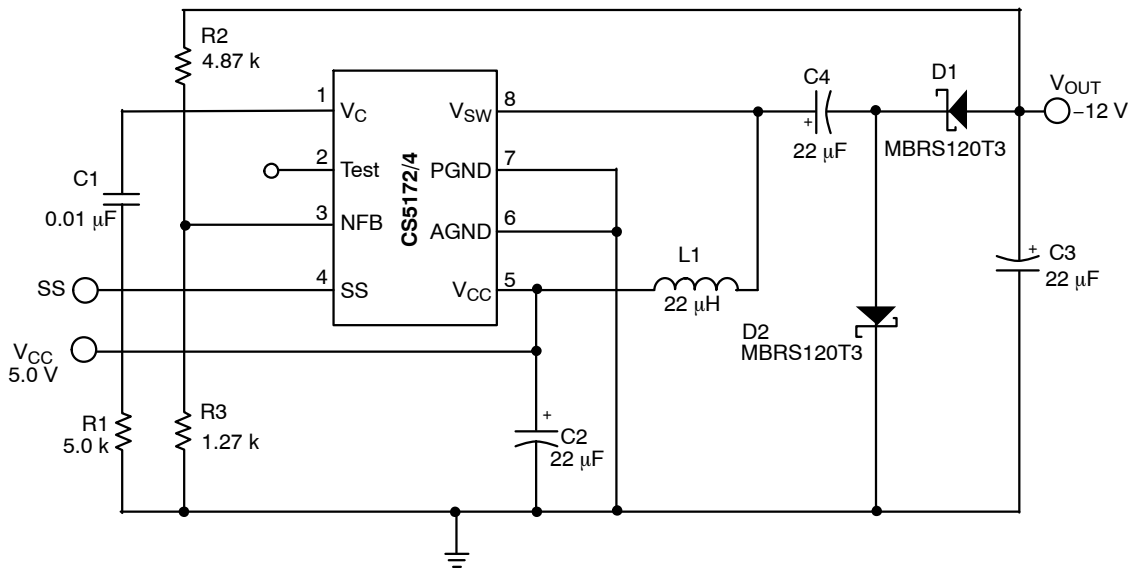 R2
4.87 k
C4
D1
V_OUT
−12 V
1
V_C
V_SW
8
+
22 μF
MBRS120T3
2
Test
PGND
7
C1
0.01 μF
3
NFB
CS5172/4
AGND
6
L1
22 μH
+
C3
22 μF
SS
4
SS
V_CC
5
D2
MBRS120T3
V_CC
5.0 V
R1
5.0 k
R3
1.27 k
+
C2
22 μF